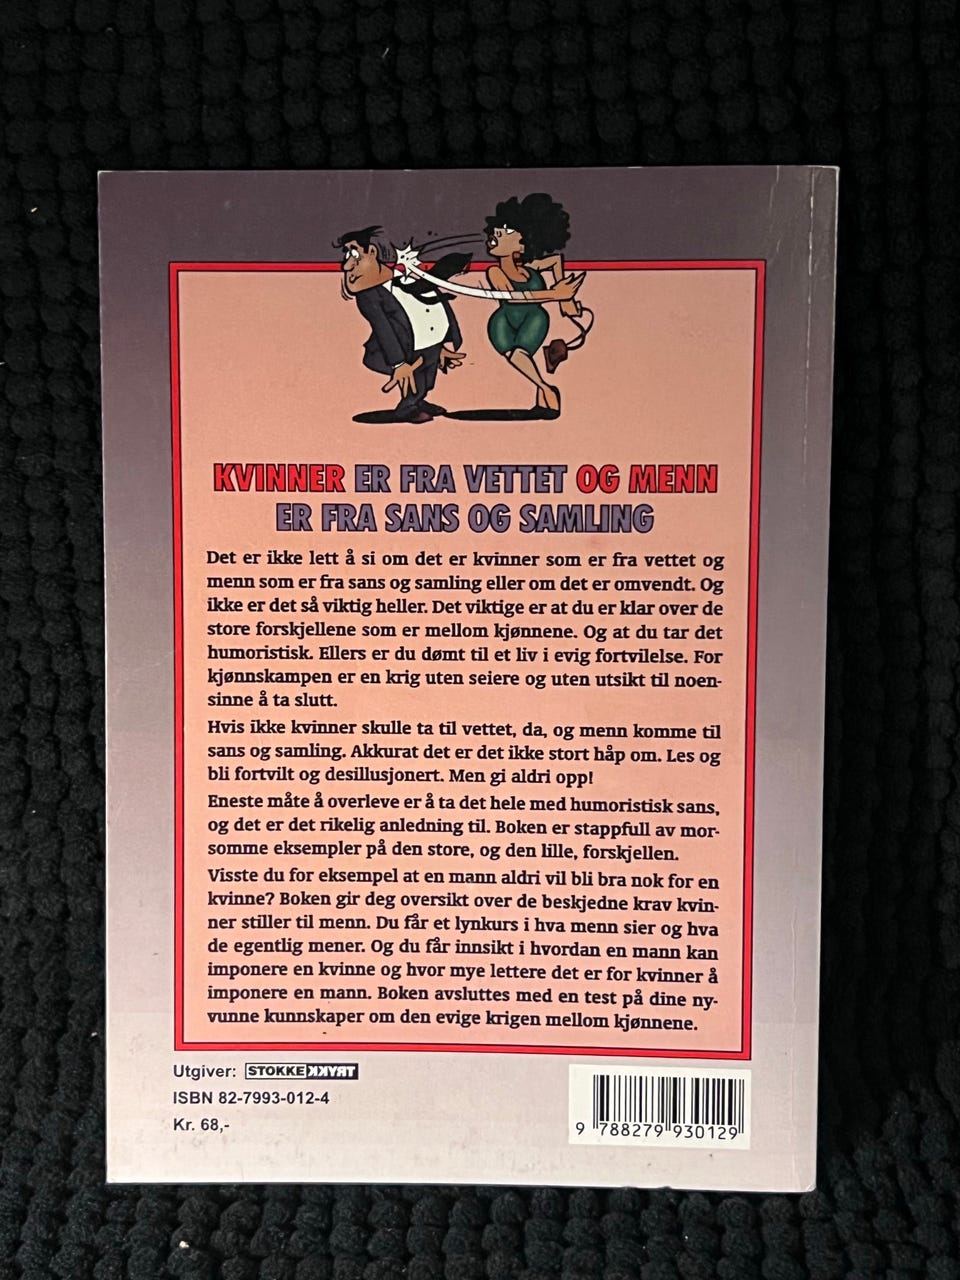 KVINNER ER FRA VETTET OG MENN
ER FRA SANS OG SAMLING
Det er ikke lett å si om det er kvinner som er fra vettet og
menn som er fra sans og samling eller om det er omvendt. Og
ikke er det så viktig heller. Det viktige er at du er klar over de
store forskjellene som er mellom kjønnene. Og at du tar det
humoristisk. Ellers er du dømt til et liv i evig fortvilelse. For
kjønnskampen er en krig uten seiere og uten utsikt til noen-
sinne å ta slutt.
Hvis ikke kvinner skulle ta til vettet, da, og menn komme til
sans og samling. Akkurat det er det ikke stort håp om. Les og
bli fortvilt og desillusjonert. Men gi aldri opp!
Eneste måte å overleve er å ta det hele med humoristisk sans,
og det er det rikelig anledning til. Boken er stappfull av mor-
somme eksempler på den store, og den lille, forskjellen.
Visste du for eksempel at en mann aldri vil bli bra nok for en
kvinne? Boken gir deg oversikt over de beskjedne krav kvin-
ner stiller til menn. Du får et lynkurs i hva menn sier og hva
de egentlig mener. Og du får innsikt i hvordan en mann kan
imponere en kvinne og hvor mye lettere det er for kvinner å
imponere en mann. Boken avsluttes med en test på dine ny-
vunne kunnskaper om den evige krigen mellom kjønnene.
Utgiver: STOKKE TRYKK
ISBN 82-7993-012-4
Kr. 68,-
9 788279 930129